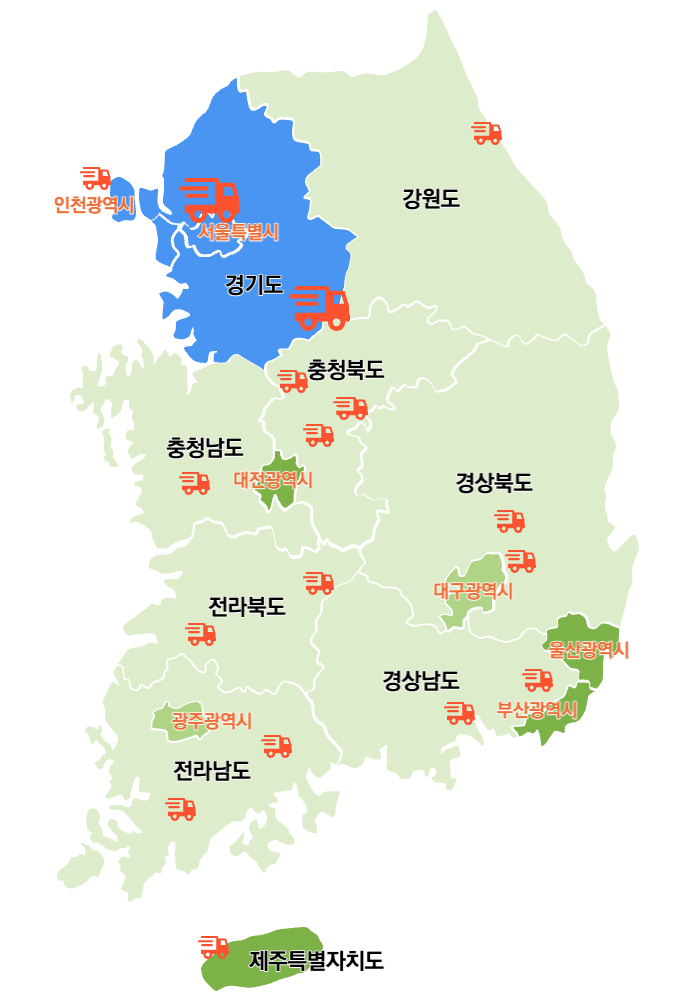 강원도
인천광역시
서울특별시
경기도
충청북도
충청남도
대전광역시
경상북도
대구광역시
전라북도
울산광역시
경상남도
부산광역시
광주광역시
전라남도
제주특별자치도